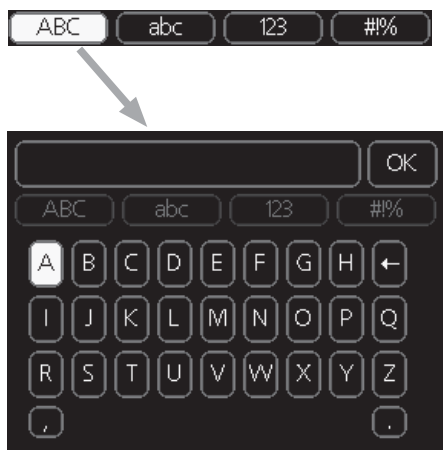 ABC abc 123 #!%
OK
ABC abc 123 #!%
A B C D E F G H ←
I J K L M N O P Q
R S T U V W X Y Z
, .